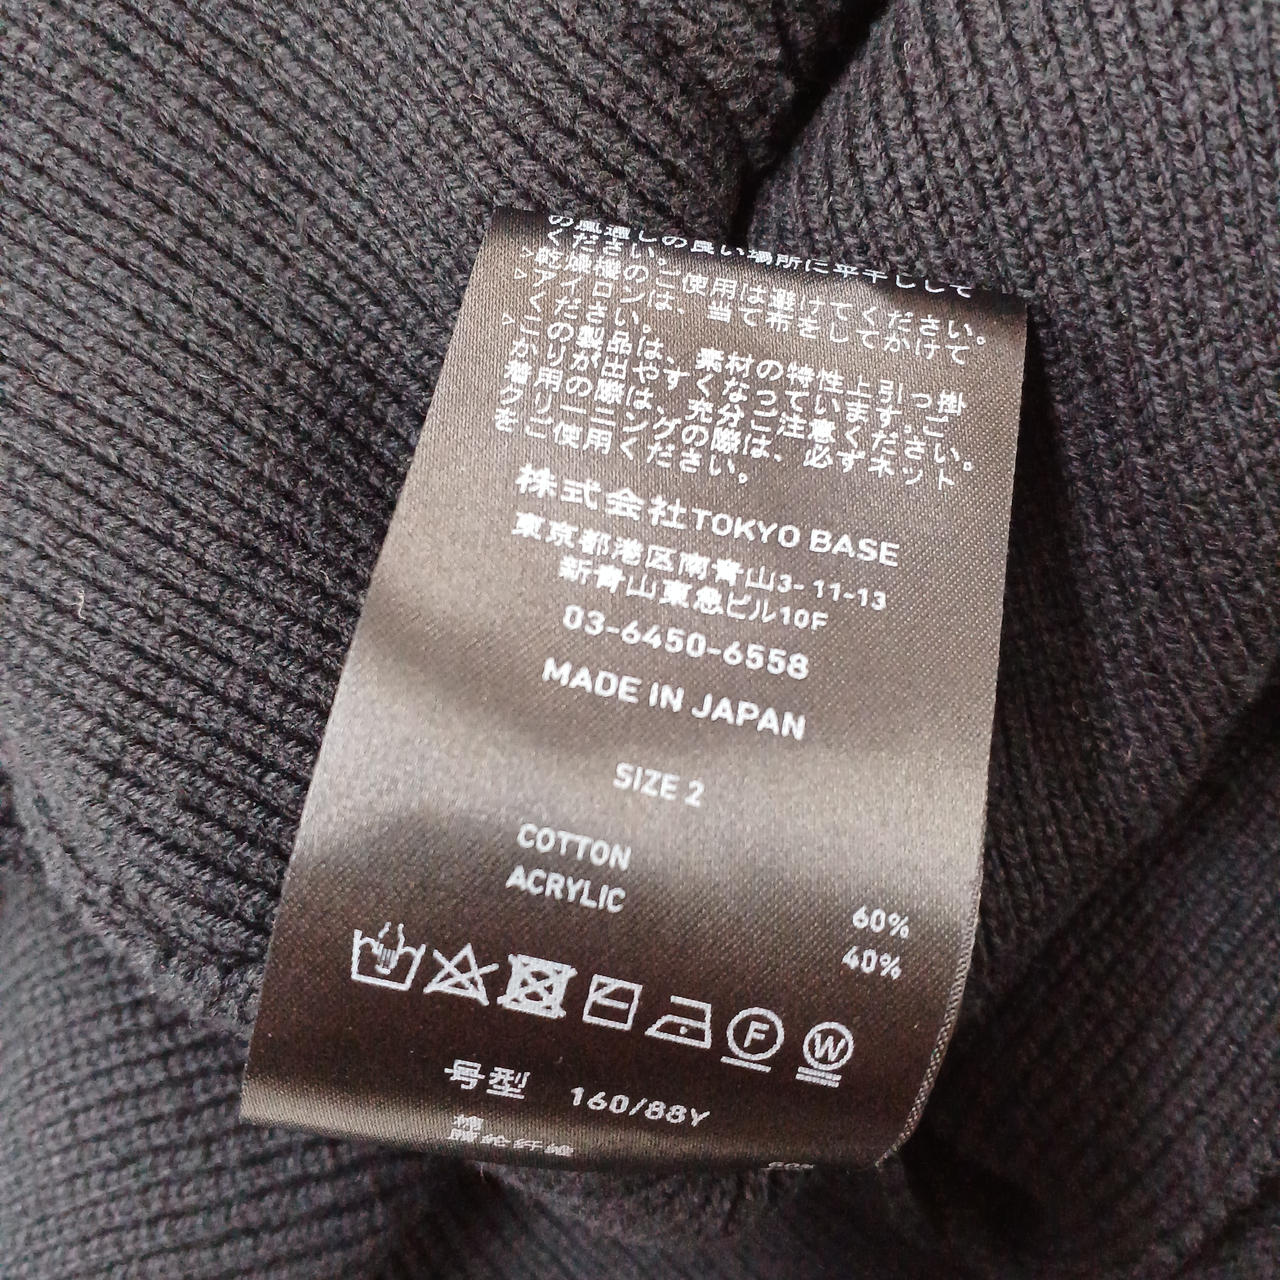 の風通しの良い場所に平干しして
ください。
>乾燥機のご使用は避けてください。
>アイロンは、当て布をしてかけて
ください。
>この製品は、素材の特性上引っ掛
かりが出やすくなっています。ご
着用の際は、充分ご注意ください。
クリーニングの際は、必ずネット
をご使用ください。
株式会社TOKYO BASE
東京都港区南青山3-11-13
新青山東急ビル10F
03-6450-6558
MADE IN JAPAN
SIZE 2
COTTON 60%
ACRYLIC 40%
F
W
号型 160/88Y
棉
腈纶纤维